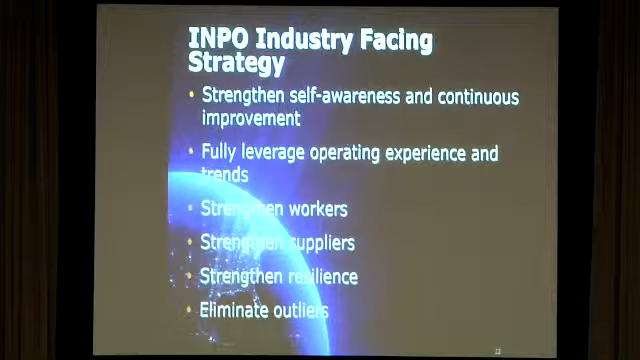 INPO Industry Facing
Strategy
• Strengthen self-awareness and continuous
improvement
• Fully leverage operating experience and
trends
• Strengthen workers
• Strengthen suppliers
• Strengthen resilience
• Eliminate outliers